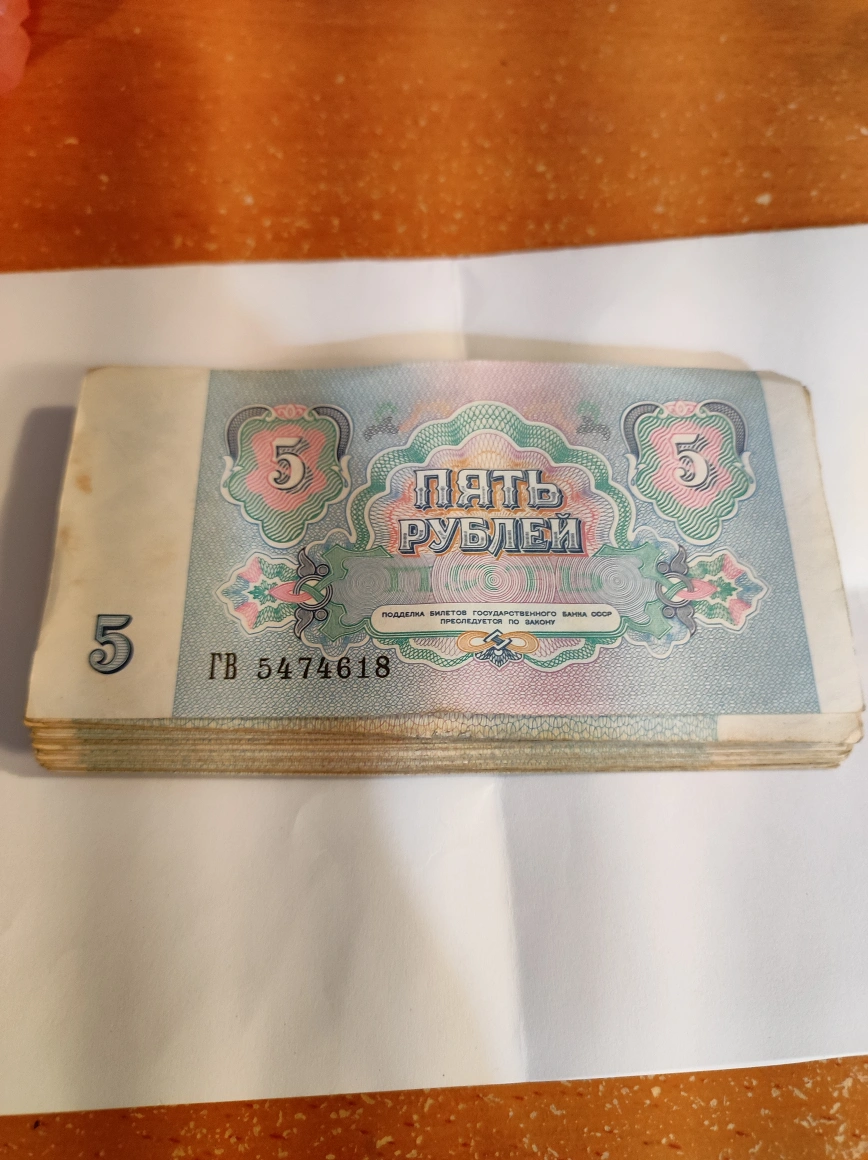 5
5
ПЯТЬ
РУБЛЕЙ
ПОДДЕЛКА БИЛЕТОВ ГОСУДАРСТВЕННОГО БАНКА СССР
ПРЕСЛЕДУЕТСЯ ПО ЗАКОНУ
5
ГВ 5474618